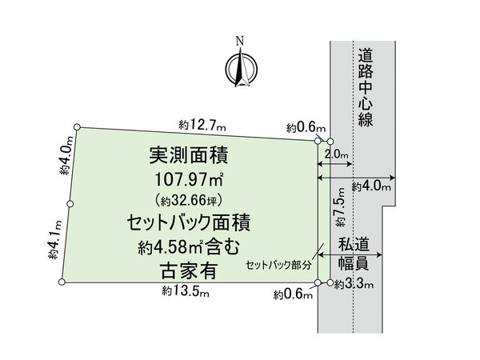 N
道路中心線
約12.7m
約0.6m
2.0m
約4.0m
約4.0m
実測面積
107.97㎡
(約32.66坪)
セットバック面積
約4.58㎡含む
古家有
約7.5m
約4.1m
セットバック部分
私道
幅員
約3.3m
約0.6m
約13.5m